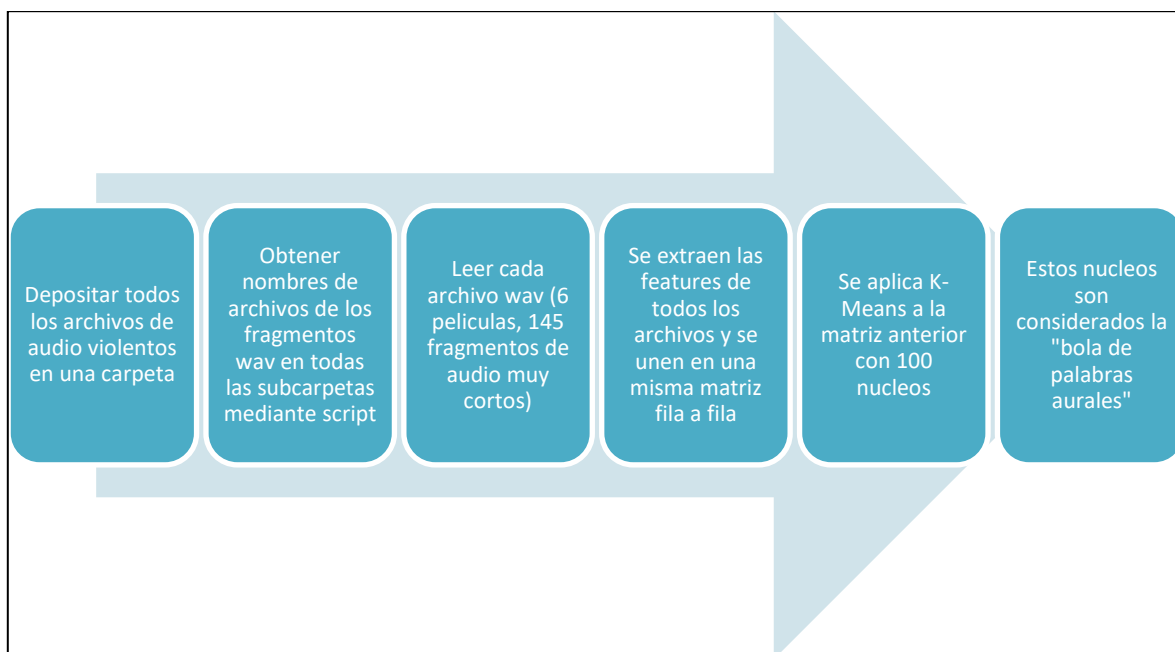 Depositar todos
los archivos de
audio violentos
en una carpeta
Obtener
nombres de
archivos de los
fragmentos
wav en todas
las subcarpetas
mediante script
Leer cada
archivo wav (6
peliculas, 145
fragmentos de
audio muy
cortos)
Se extraen las
features de
todos los
archivos y se
unen en una
misma matriz
fila a fila
Se aplica K-
Means a la
matriz anterior
con 100
nucleos
Estos nucleos
son
considerados la
"bola de
palabras
aurales"